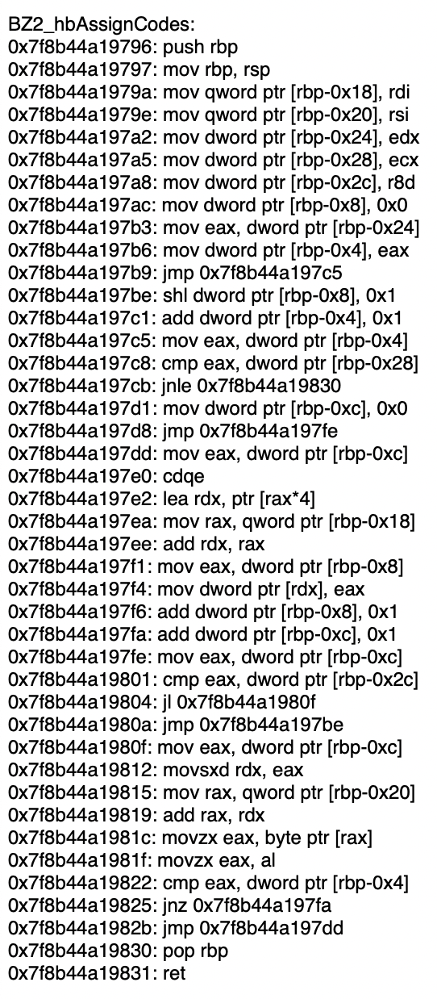 BZ2_hbAssignCodes:
0x7f8b44a19796: push rbp
0x7f8b44a19797: mov rbp, rsp
0x7f8b44a1979a: mov qword ptr [rbp-0x18], rdi
0x7f8b44a1979e: mov qword ptr [rbp-0x20], rsi
0x7f8b44a197a2: mov dword ptr [rbp-0x24], edx
0x7f8b44a197a5: mov dword ptr [rbp-0x28], ecx
0x7f8b44a197a8: mov dword ptr [rbp-0x2c], r8d
0x7f8b44a197ac: mov dword ptr [rbp-0x8], 0x0
0x7f8b44a197b3: mov eax, dword ptr [rbp-0x24]
0x7f8b44a197b6: mov dword ptr [rbp-0x4], eax
0x7f8b44a197b9: jmp 0x7f8b44a197c5
0x7f8b44a197be: shl dword ptr [rbp-0x8], 0x1
0x7f8b44a197c1: add dword ptr [rbp-0x4], 0x1
0x7f8b44a197c5: mov eax, dword ptr [rbp-0x4]
0x7f8b44a197c8: cmp eax, dword ptr [rbp-0x28]
0x7f8b44a197cb: jnle 0x7f8b44a19830
0x7f8b44a197d1: mov dword ptr [rbp-0xc], 0x0
0x7f8b44a197d8: jmp 0x7f8b44a197fe
0x7f8b44a197dd: mov eax, dword ptr [rbp-0xc]
0x7f8b44a197e0: cdqe
0x7f8b44a197e2: lea rdx, ptr [rax*4]
0x7f8b44a197ea: mov rax, qword ptr [rbp-0x18]
0x7f8b44a197ee: add rdx, rax
0x7f8b44a197f1: mov eax, dword ptr [rbp-0x8]
0x7f8b44a197f4: mov dword ptr [rdx], eax
0x7f8b44a197f6: add dword ptr [rbp-0x8], 0x1
0x7f8b44a197fa: add dword ptr [rbp-0xc], 0x1
0x7f8b44a197fe: mov eax, dword ptr [rbp-0xc]
0x7f8b44a19801: cmp eax, dword ptr [rbp-0x2c]
0x7f8b44a19804: jl 0x7f8b44a1980f
0x7f8b44a1980a: jmp 0x7f8b44a197be
0x7f8b44a1980f: mov eax, dword ptr [rbp-0xc]
0x7f8b44a19812: movsxd rdx, eax
0x7f8b44a19815: mov rax, qword ptr [rbp-0x20]
0x7f8b44a19819: add rax, rdx
0x7f8b44a1981c: movzx eax, byte ptr [rax]
0x7f8b44a1981f: movzx eax, al
0x7f8b44a19822: cmp eax, dword ptr [rbp-0x4]
0x7f8b44a19825: jnz 0x7f8b44a197fa
0x7f8b44a1982b: jmp 0x7f8b44a197dd
0x7f8b44a19830: pop rbp
0x7f8b44a19831: ret